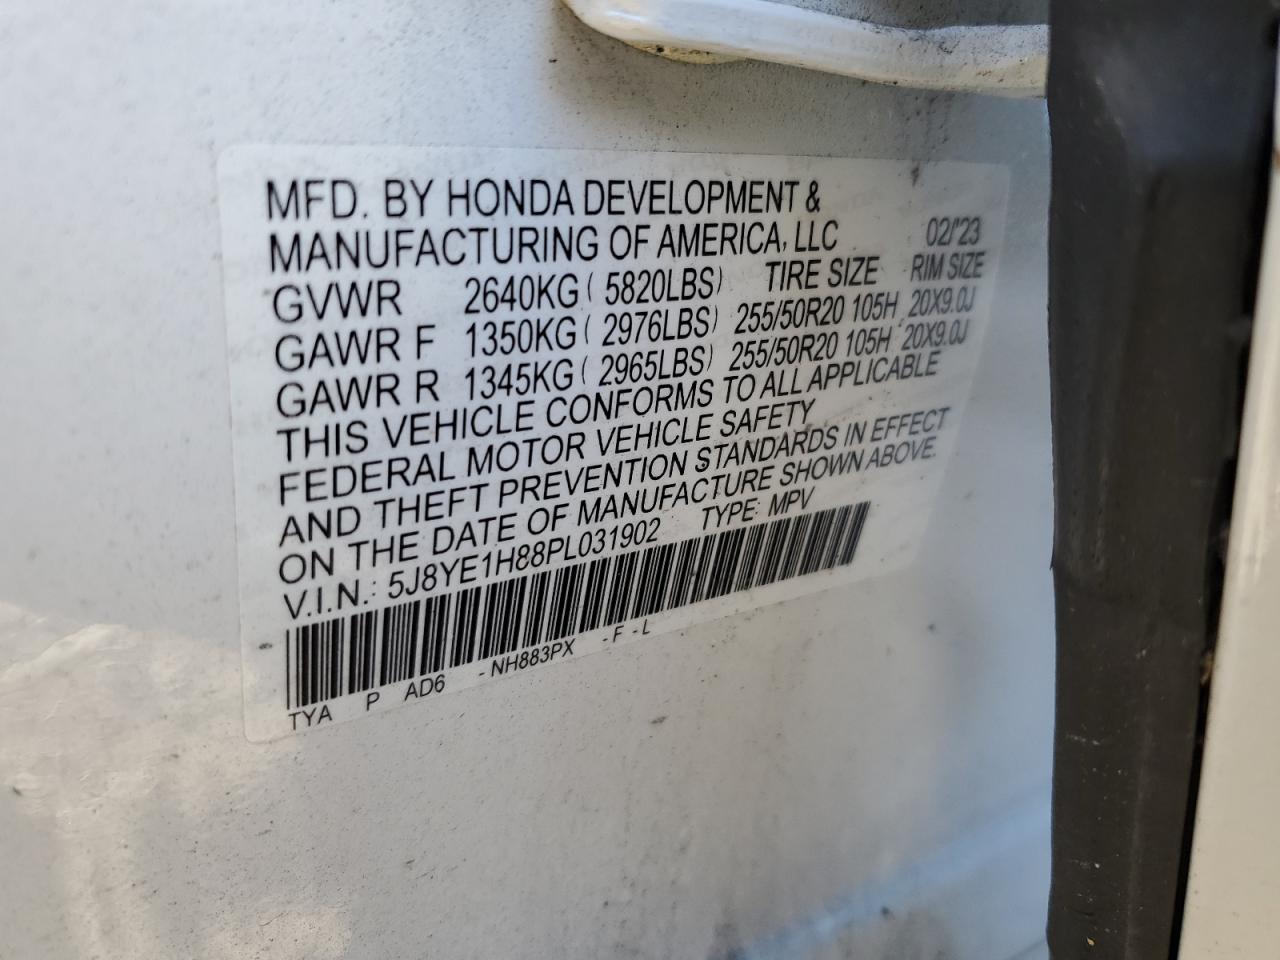 MFD. BY HONDA DEVELOPMENT &
MANUFACTURING OF AMERICA, LLC 02/'23
GVWR 2640KG ( 5820LBS) TIRE SIZE RIM SIZE
GAWR F 1350KG ( 2976LBS) 255/50R20 105H 20X9.0J
GAWR R 1345KG ( 2965LBS) 255/50R20 105H 20X9.0J
THIS VEHICLE CONFORMS TO ALL APPLICABLE
FEDERAL MOTOR VEHICLE SAFETY
AND THEFT PREVENTION STANDARDS IN EFFECT
ON THE DATE OF MANUFACTURE SHOWN ABOVE.
V.I.N.: 5J8YE1H88PL031902 TYPE: MPV
TYA P AD6 -NH883PX -F -L